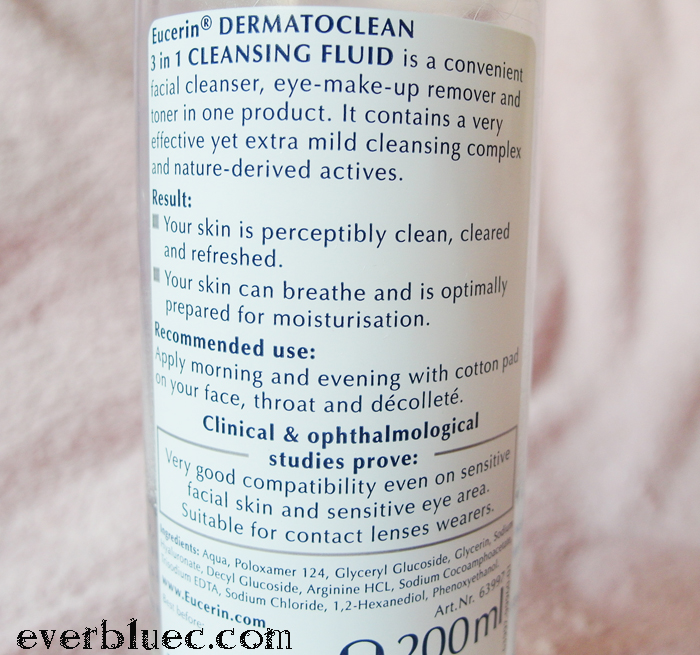 Eucerin® DERMATOCLEAN
3 in 1 CLEANSING FLUID is a convenient
facial cleanser, eye-make-up remover and
toner in one product. It contains a very
effective yet extra mild cleansing complex
and nature-derived actives.
Result:
Your skin is perceptibly clean, cleared
and refreshed.
Your skin can breathe and is optimally
prepared for moisturisation.
Recommended use:
Apply morning and evening with cotton pad
on your face, throat and décolleté.
Clinical & ophthalmological
studies prove:
Very good compatibility even on sensitive
facial skin and sensitive eye area.
Suitable for contact lenses wearers.
Ingredients: Aqua, Poloxamer 124, Glyceryl Glucoside, Glycerin, Sodium
Hyaluronate, Decyl Glucoside, Arginine HCL, Sodium Cocoamphoacetate,
Trisodium EDTA, Sodium Chloride, 1,2-Hexanediol, Phenoxyethanol.
www.Eucerin.com
Art.Nr. 63997
Best before:
200ml
everbluec.com